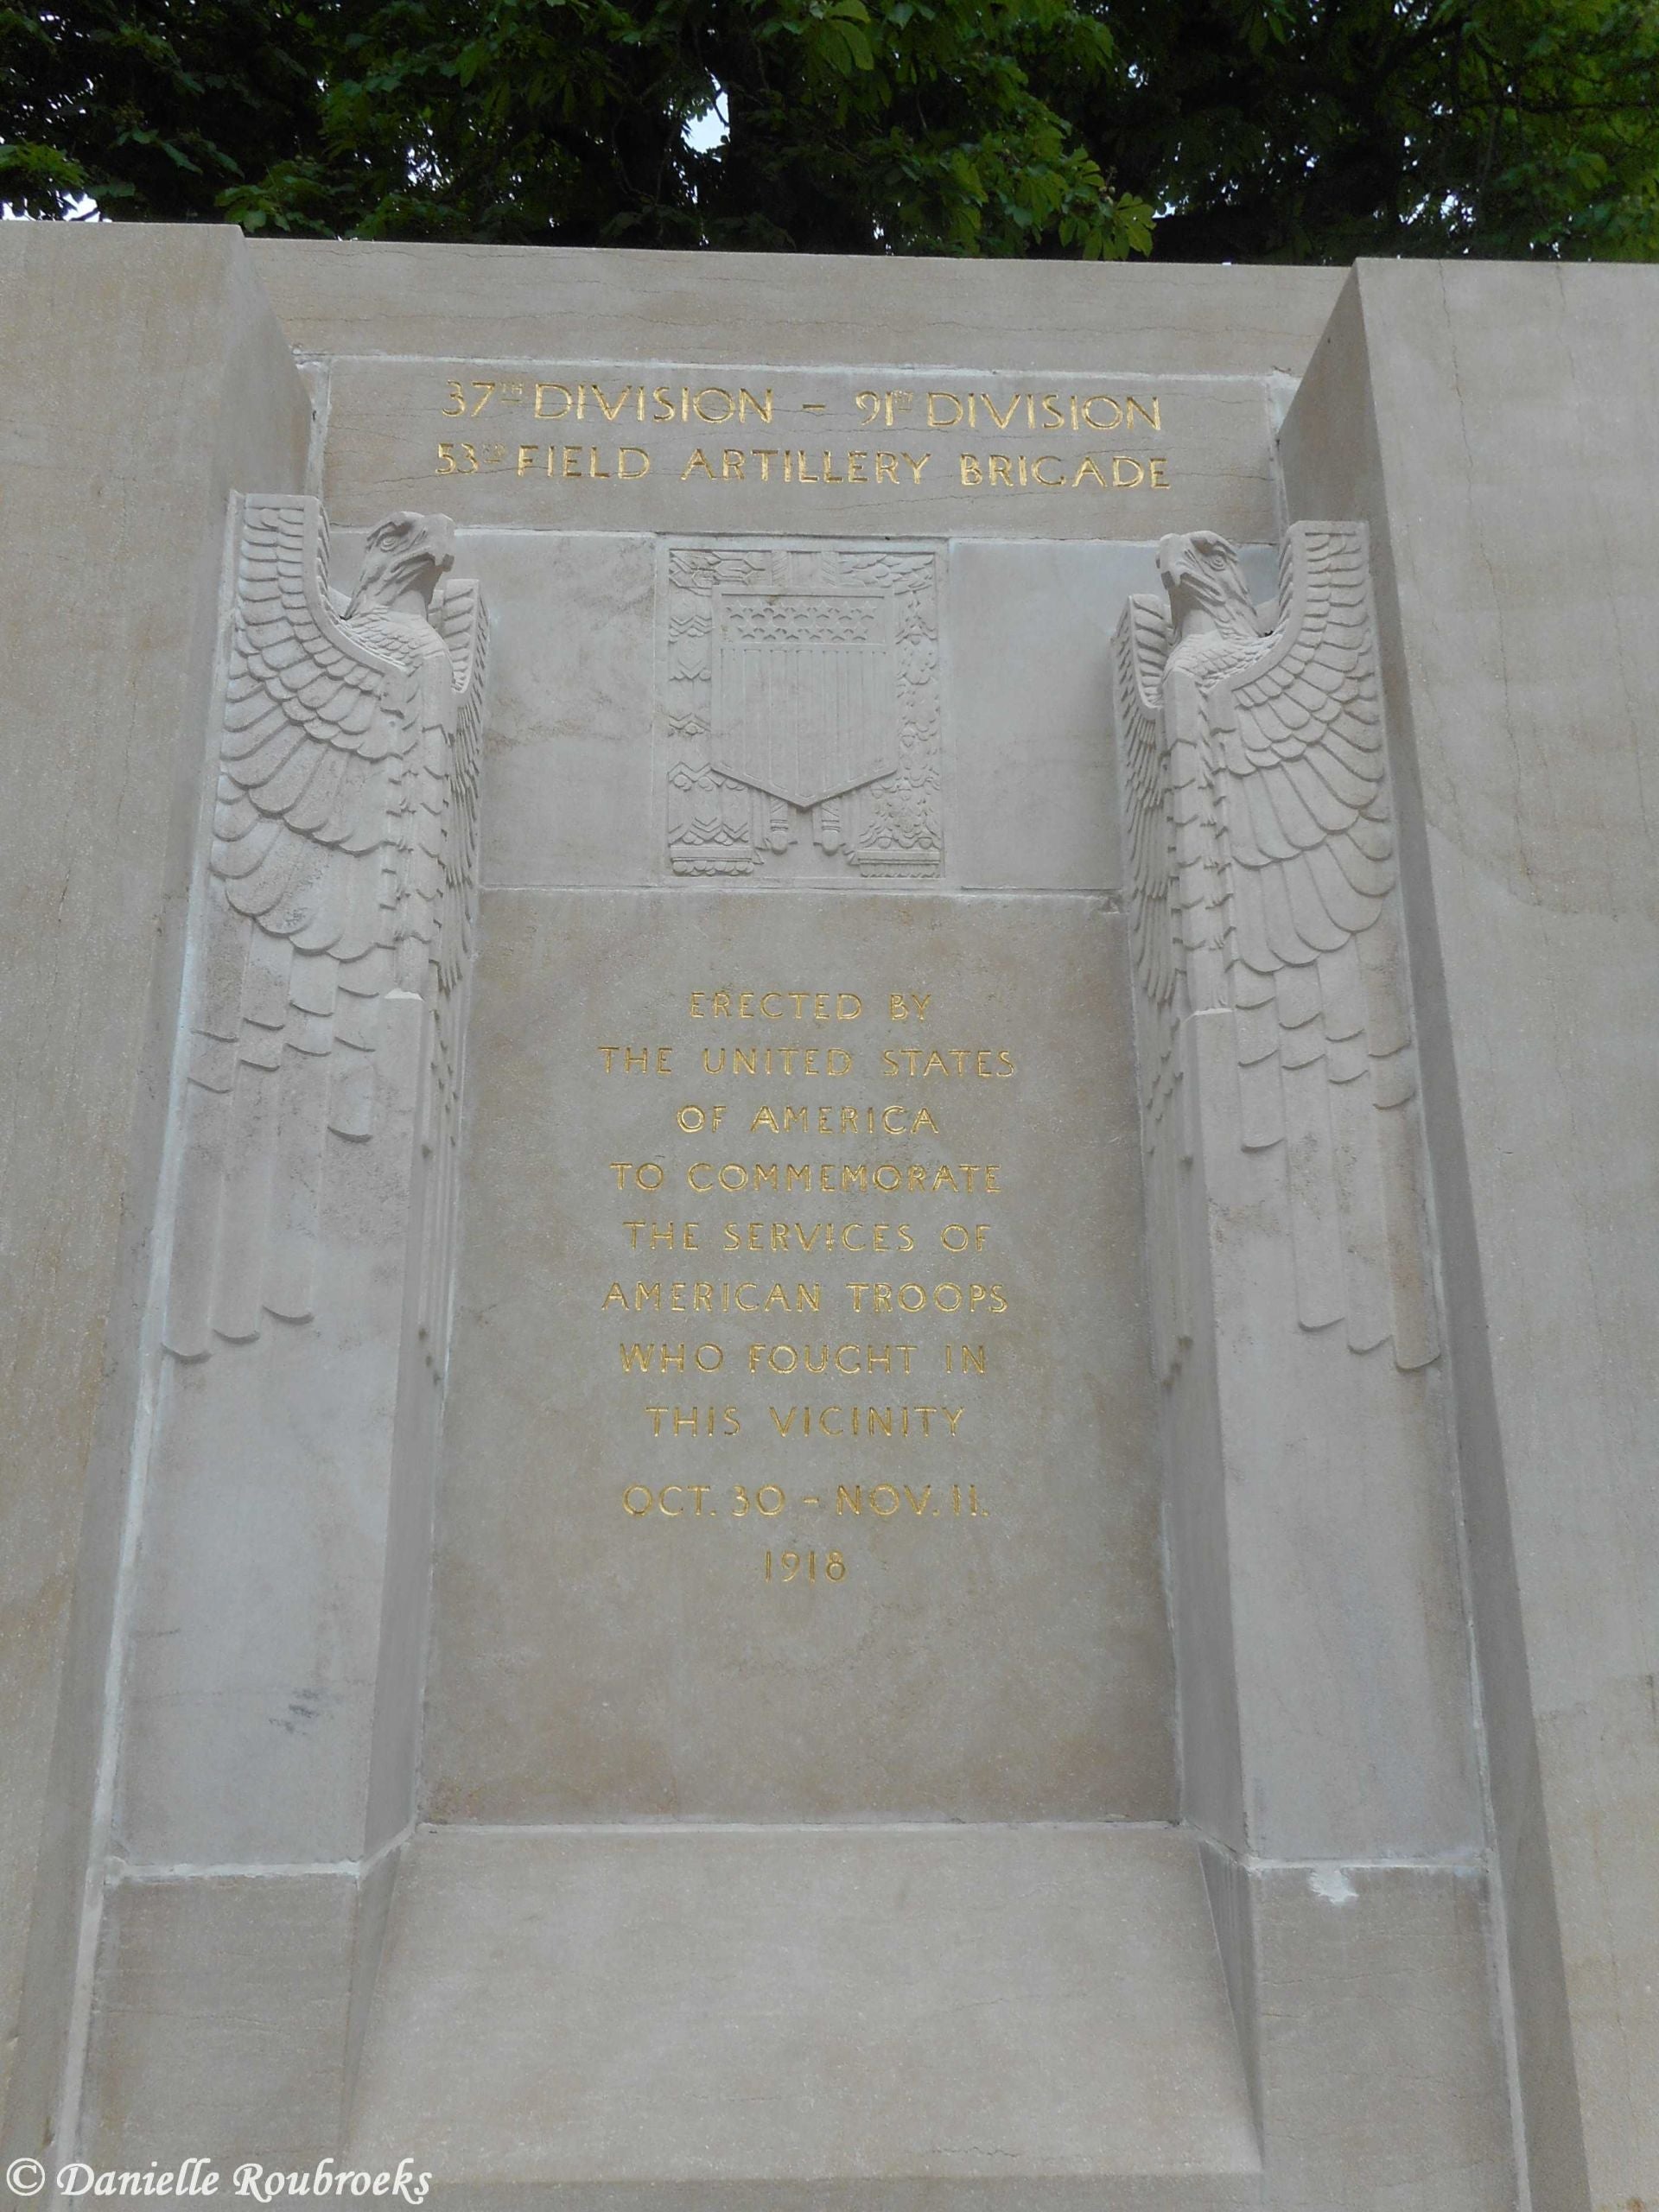 37TH DIVISION - 91ST DIVISION
53RD FIELD ARTILLERY BRIGADE
ERECTED BY
THE UNITED STATES
OF AMERICA
TO COMMEMORATE
THE SERVICES OF
AMERICAN TROOPS
WHO FOUGHT IN
THIS VICINITY
OCT. 30 - NOV. 11.
1918
© Danielle Roubroeks